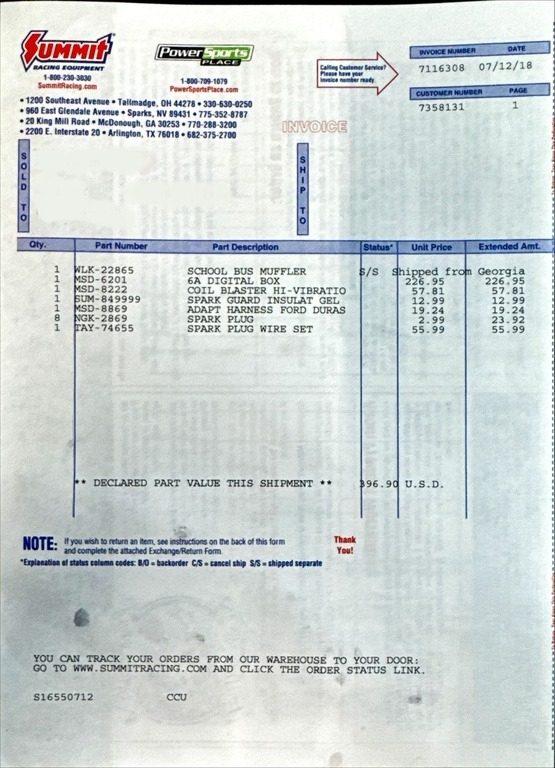 SUMMIT
RACING EQUIPMENT
1-800-230-3030
SummitRacing.com
PowerSports
PLACE
1-800-709-1079
PowerSportsPlace.com
Calling Customer Service?
Please have your
invoice number ready.
INVOICE NUMBER DATE
7116308 07/12/18
CUSTOMER NUMBER PAGE
7358131 1
• 1200 Southeast Avenue • Tallmadge, OH 44278 • 330-630-0250
• 960 East Glendale Avenue • Sparks, NV 89431 • 775-352-8787
• 20 King Mill Road • McDonough, GA 30253 • 770-288-3200
• 2200 E. Interstate 20 • Arlington, TX 76018 • 682-375-2700
INVOICE
SOLD TO
SHIP TO
Qty. Part Number Part Description Status* Unit Price Extended Amt.
1 WLK-22865 SCHOOL BUS MUFFLER S/S Shipped from Georgia
1 MSD-6201 6A DIGITAL BOX 226.95 226.95
1 MSD-8222 COIL BLASTER HI-VIBRATIO 57.81 57.81
1 SUM-849999 SPARK GUARD INSULAT GEL 12.99 12.99
1 MSD-8869 ADAPT HARNESS FORD DURAS 19.24 19.24
8 NGK-2869 SPARK PLUG 2.99 23.92
1 TAY-74655 SPARK PLUG WIRE SET 55.99 55.99
** DECLARED PART VALUE THIS SHIPMENT ** 396.90 U.S.D.
NOTE: If you wish to return an item, see instructions on the back of this form
and complete the attached Exchange/Return Form.
Thank
You!
*Explanation of status column codes: B/O = backorder C/S = cancel ship S/S = shipped separate
YOU CAN TRACK YOUR ORDERS FROM OUR WAREHOUSE TO YOUR DOOR:
GO TO WWW.SUMMITRACING.COM AND CLICK THE ORDER STATUS LINK.
S16550712 CCU